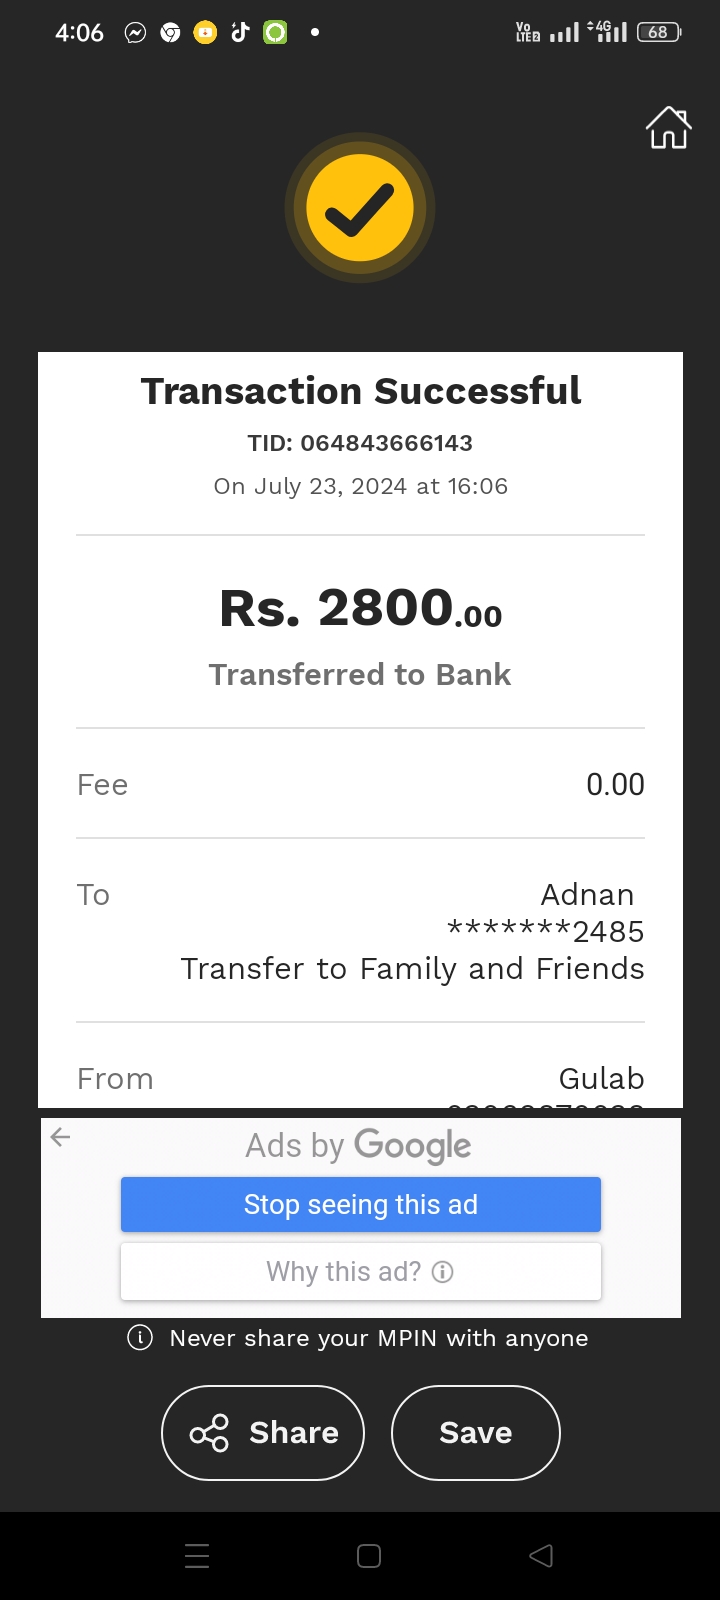 4:06
Vo
LTE 2
4G
68
Transaction Successful
TID: 064843666143
On July 23, 2024 at 16:06
Rs. 2800.00
Transferred to Bank
Fee 0.00
To Adnan
*******2485
Transfer to Family and Friends
From Gulab
Ads by Google
Stop seeing this ad
Why this ad?
Never share your MPIN with anyone
Share Save